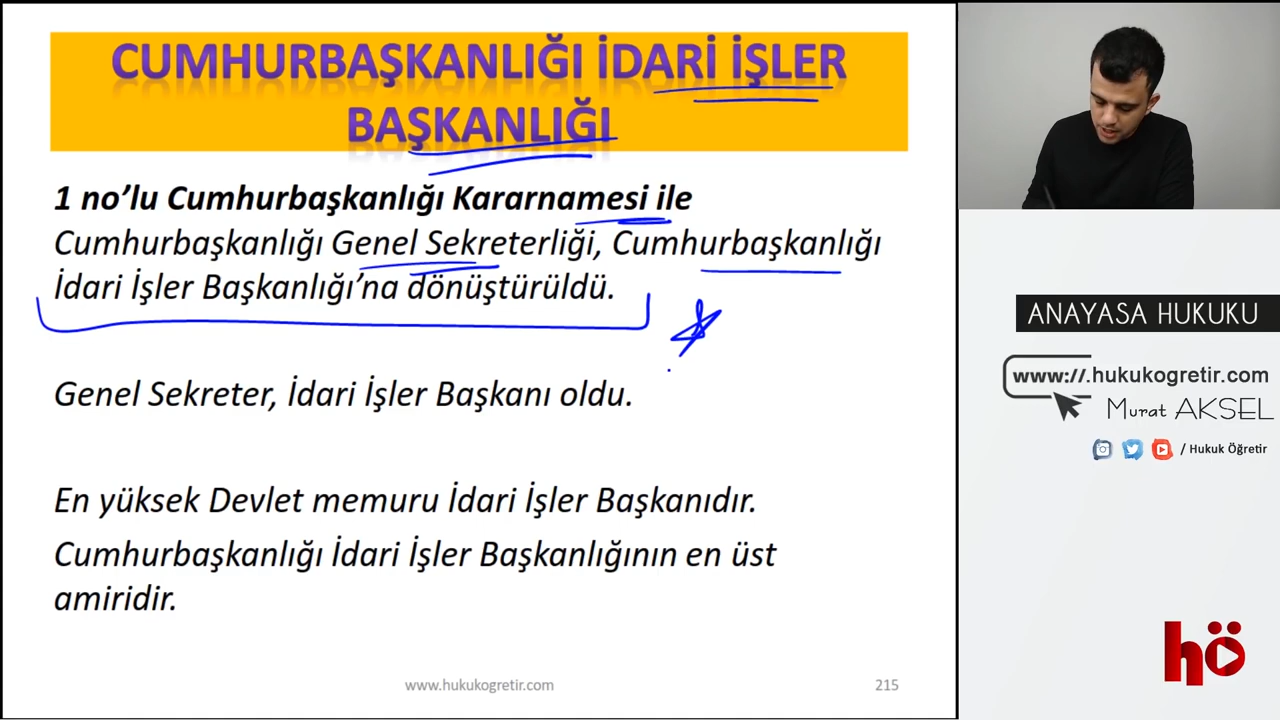 CUMHURBAŞKANLIĞI İDARİ İŞLER
BAŞKANLIĞI
1 no’lu Cumhurbaşkanlığı Kararnamesi ile
Cumhurbaşkanlığı Genel Sekreterliği, Cumhurbaşkanlığı
İdari İşler Başkanlığı’na dönüştürüldü.
Genel Sekreter, İdari İşler Başkanı oldu.
En yüksek Devlet memuru İdari İşler Başkanıdır.
Cumhurbaşkanlığı İdari İşler Başkanlığının en üst
amiridir.
www.hukukogretir.com
215
ANAYASA HUKUKU
www://.hukukogretir.com
Murat AKSEL
/ Hukuk Öğretir
hö